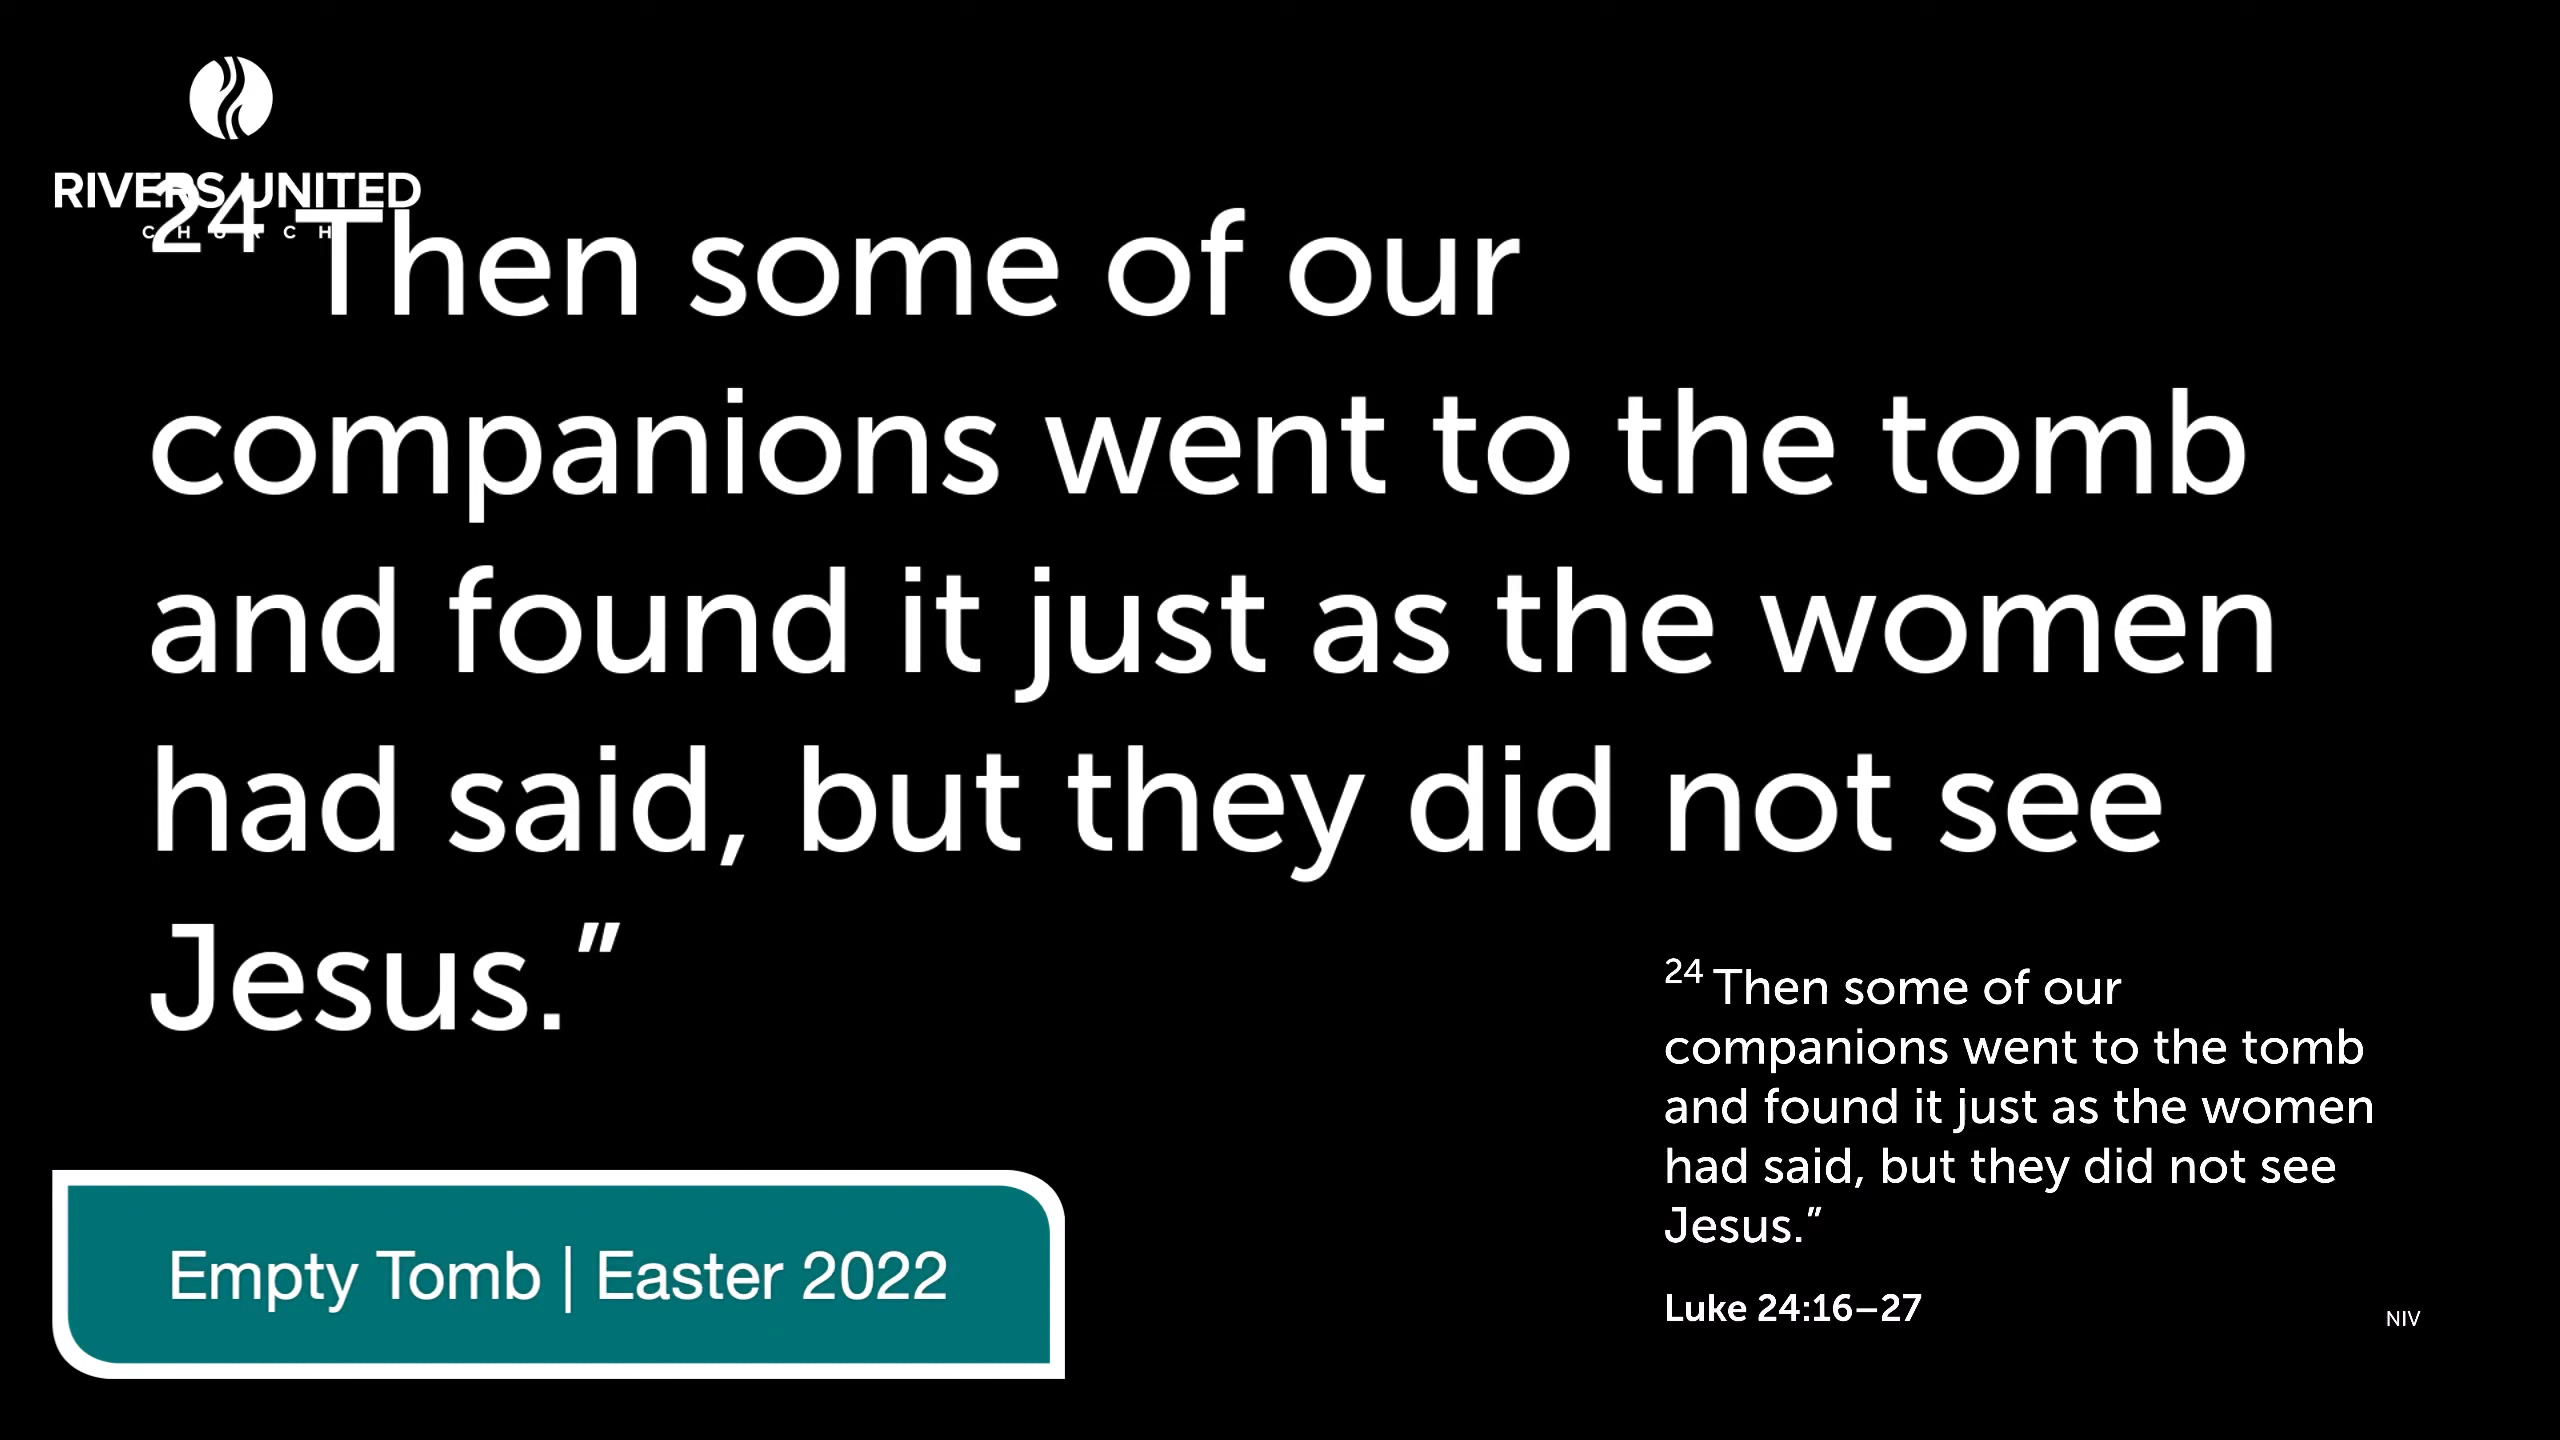 RIVERS UNITED
CHURCH
24 Then some of our
companions went to the tomb
and found it just as the women
had said, but they did not see
Jesus.”
24 Then some of our
companions went to the tomb
and found it just as the women
had said, but they did not see
Jesus.”
Luke 24:16–27
NIV
Empty Tomb | Easter 2022